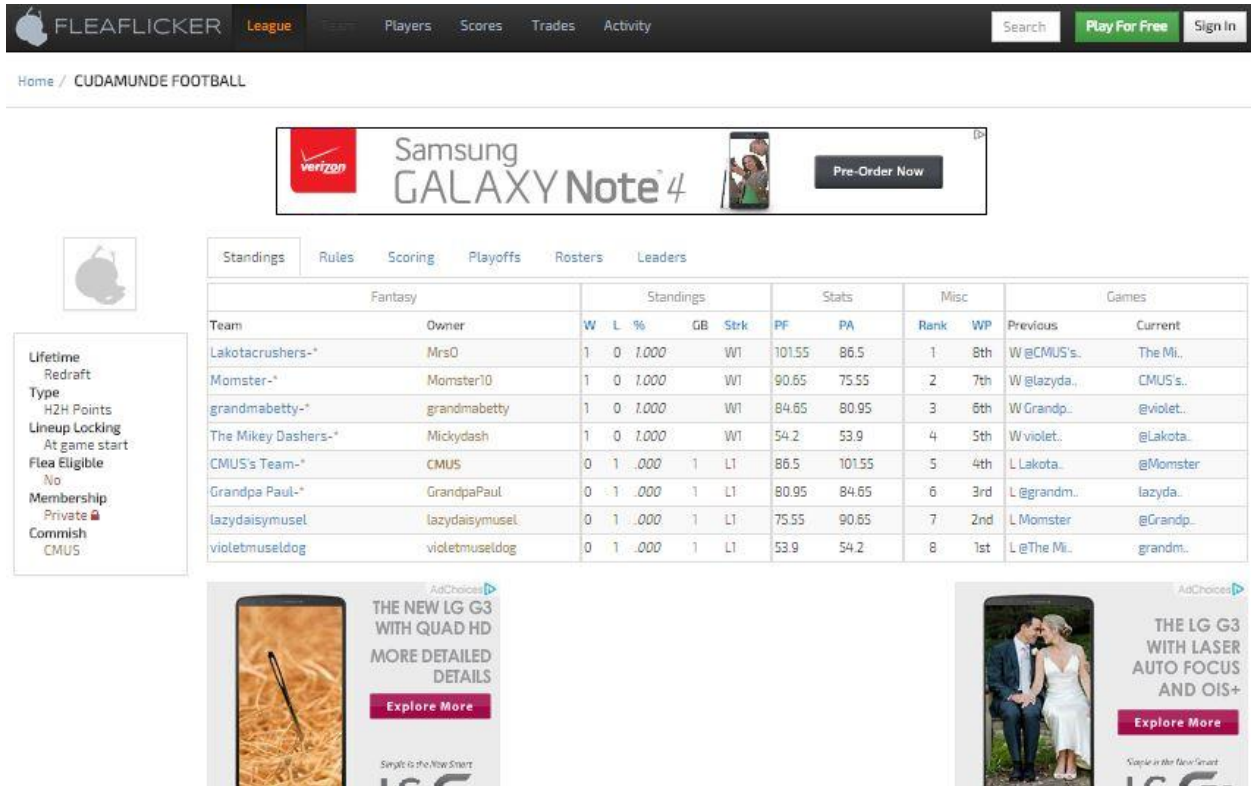 FLEAFLICKER League Team Players Scores Trades Activity Search Play For Free Sign In
Home / CUDAMUNDE FOOTBALL
verizon
Samsung
GALAXY Note 4
Pre-Order Now
Standings Rules Scoring Playoffs Rosters Leaders
Lifetime
Redraft
Type
H2H Points
Lineup Locking
At game start
Flea Eligible
No
Membership
Private
Commish
CMUS
Fantasy Standings Stats Misc Games
Team Owner W L % GB Strk PF PA Rank WP Previous Current
Lakotacrushers-* MrsO 1 0 1.000 W1 101.55 86.5 1 8th W @CMUS's.. The Mi..
Momster-* Momster10 1 0 1.000 W1 90.65 75.55 2 7th W @lazyda.. CMUS's..
grandmabetty-* grandmabetty 1 0 1.000 W1 84.65 80.95 3 6th W Grandp.. @violet..
The Mikey Dashers-* Mickydash 1 0 1.000 W1 54.2 53.9 4 5th W violet.. @Lakota..
CMUS's Team-* CMUS 0 1 .000 1 L1 86.5 101.55 5 4th L Lakota.. @Momster
Grandpa Paul-* GrandpaPaul 0 1 .000 1 L1 80.95 84.65 6 3rd L @grandm.. lazyda..
lazydaisymusel lazydaisymusel 0 1 .000 1 L1 75.55 90.65 7 2nd L Momster @Grandp..
violetmuseldog violetmuseldog 0 1 .000 1 L1 53.9 54.2 8 1st L @The Mi.. grandm..
AdChoices
THE NEW LG G3
WITH QUAD HD
MORE DETAILED
DETAILS
Explore More
Simple is the New Smart
AdChoices
THE LG G3
WITH LASER
AUTO FOCUS
AND OIS+
Explore More
Simple is the New Smart